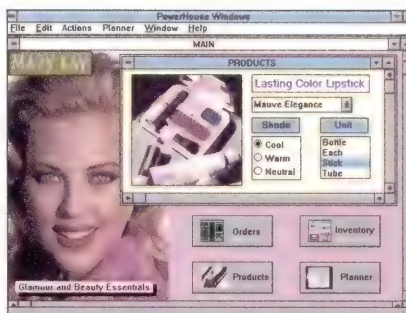 PowerHouse Windows
File Edit Actions Planner Window Help
MAIN
PRODUCTS
Lasting Color Lipstick
Mauve Elegance
Shade Unit
Cool
Warm
Neutral
Bottle
Each
Stick
Tube
Orders
Inventory
Products
Planner
Glamour and Beauty Essentials